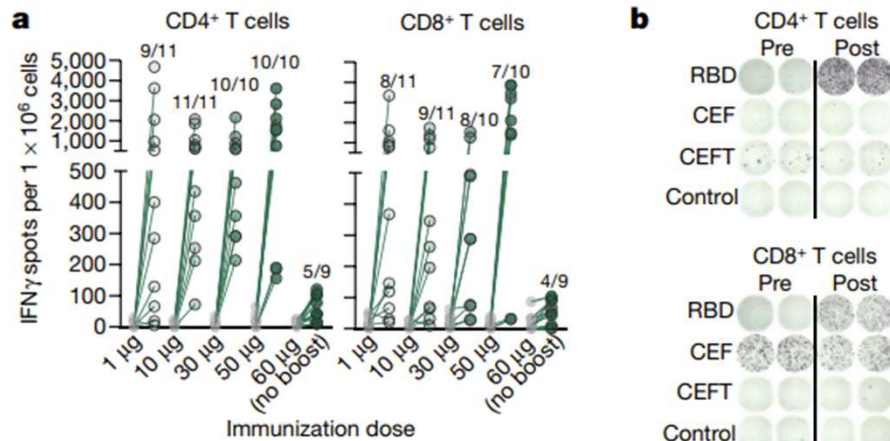 a
CD4⁺ T cells
CD8⁺ T cells
IFNγ spots per 1 × 10⁶ cells
5,000
4,000
3,000
2,000
1,000
500
400
300
200
100
0
9/11
11/11
10/10
10/10
5/9
8/11
9/11
8/10
7/10
4/9
1 µg
10 µg
30 µg
50 µg
60 µg
(no boost)
1 µg
10 µg
30 µg
50 µg
60 µg
(no boost)
Immunization dose
b
CD4⁺ T cells
Pre Post
RBD
CEF
CEFT
Control
CD8⁺ T cells
Pre Post
RBD
CEF
CEFT
Control